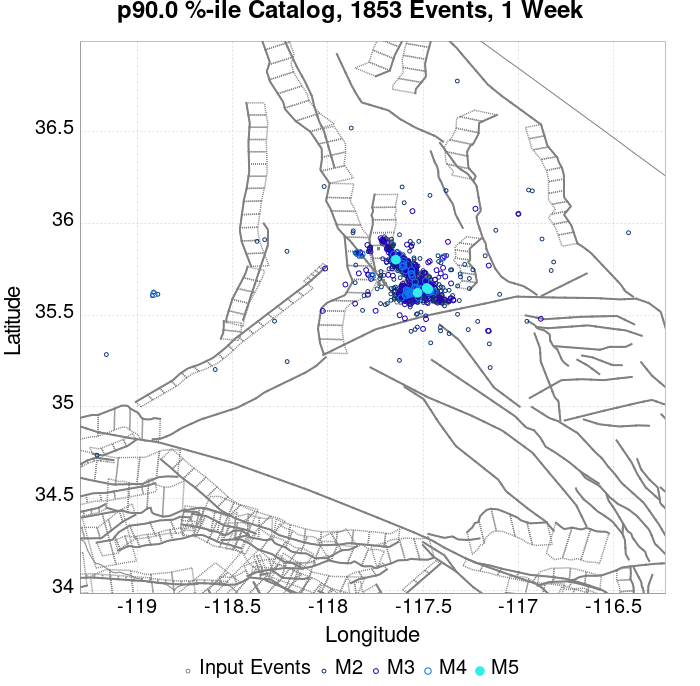 p90.0 %-ile Catalog, 1853 Events, 1 Week
36.5
36
35.5
35
34.5
34
Latitude
-119 -118.5 -118 -117.5 -117 -116.5
Longitude
Input Events M2 M3 M4 M5